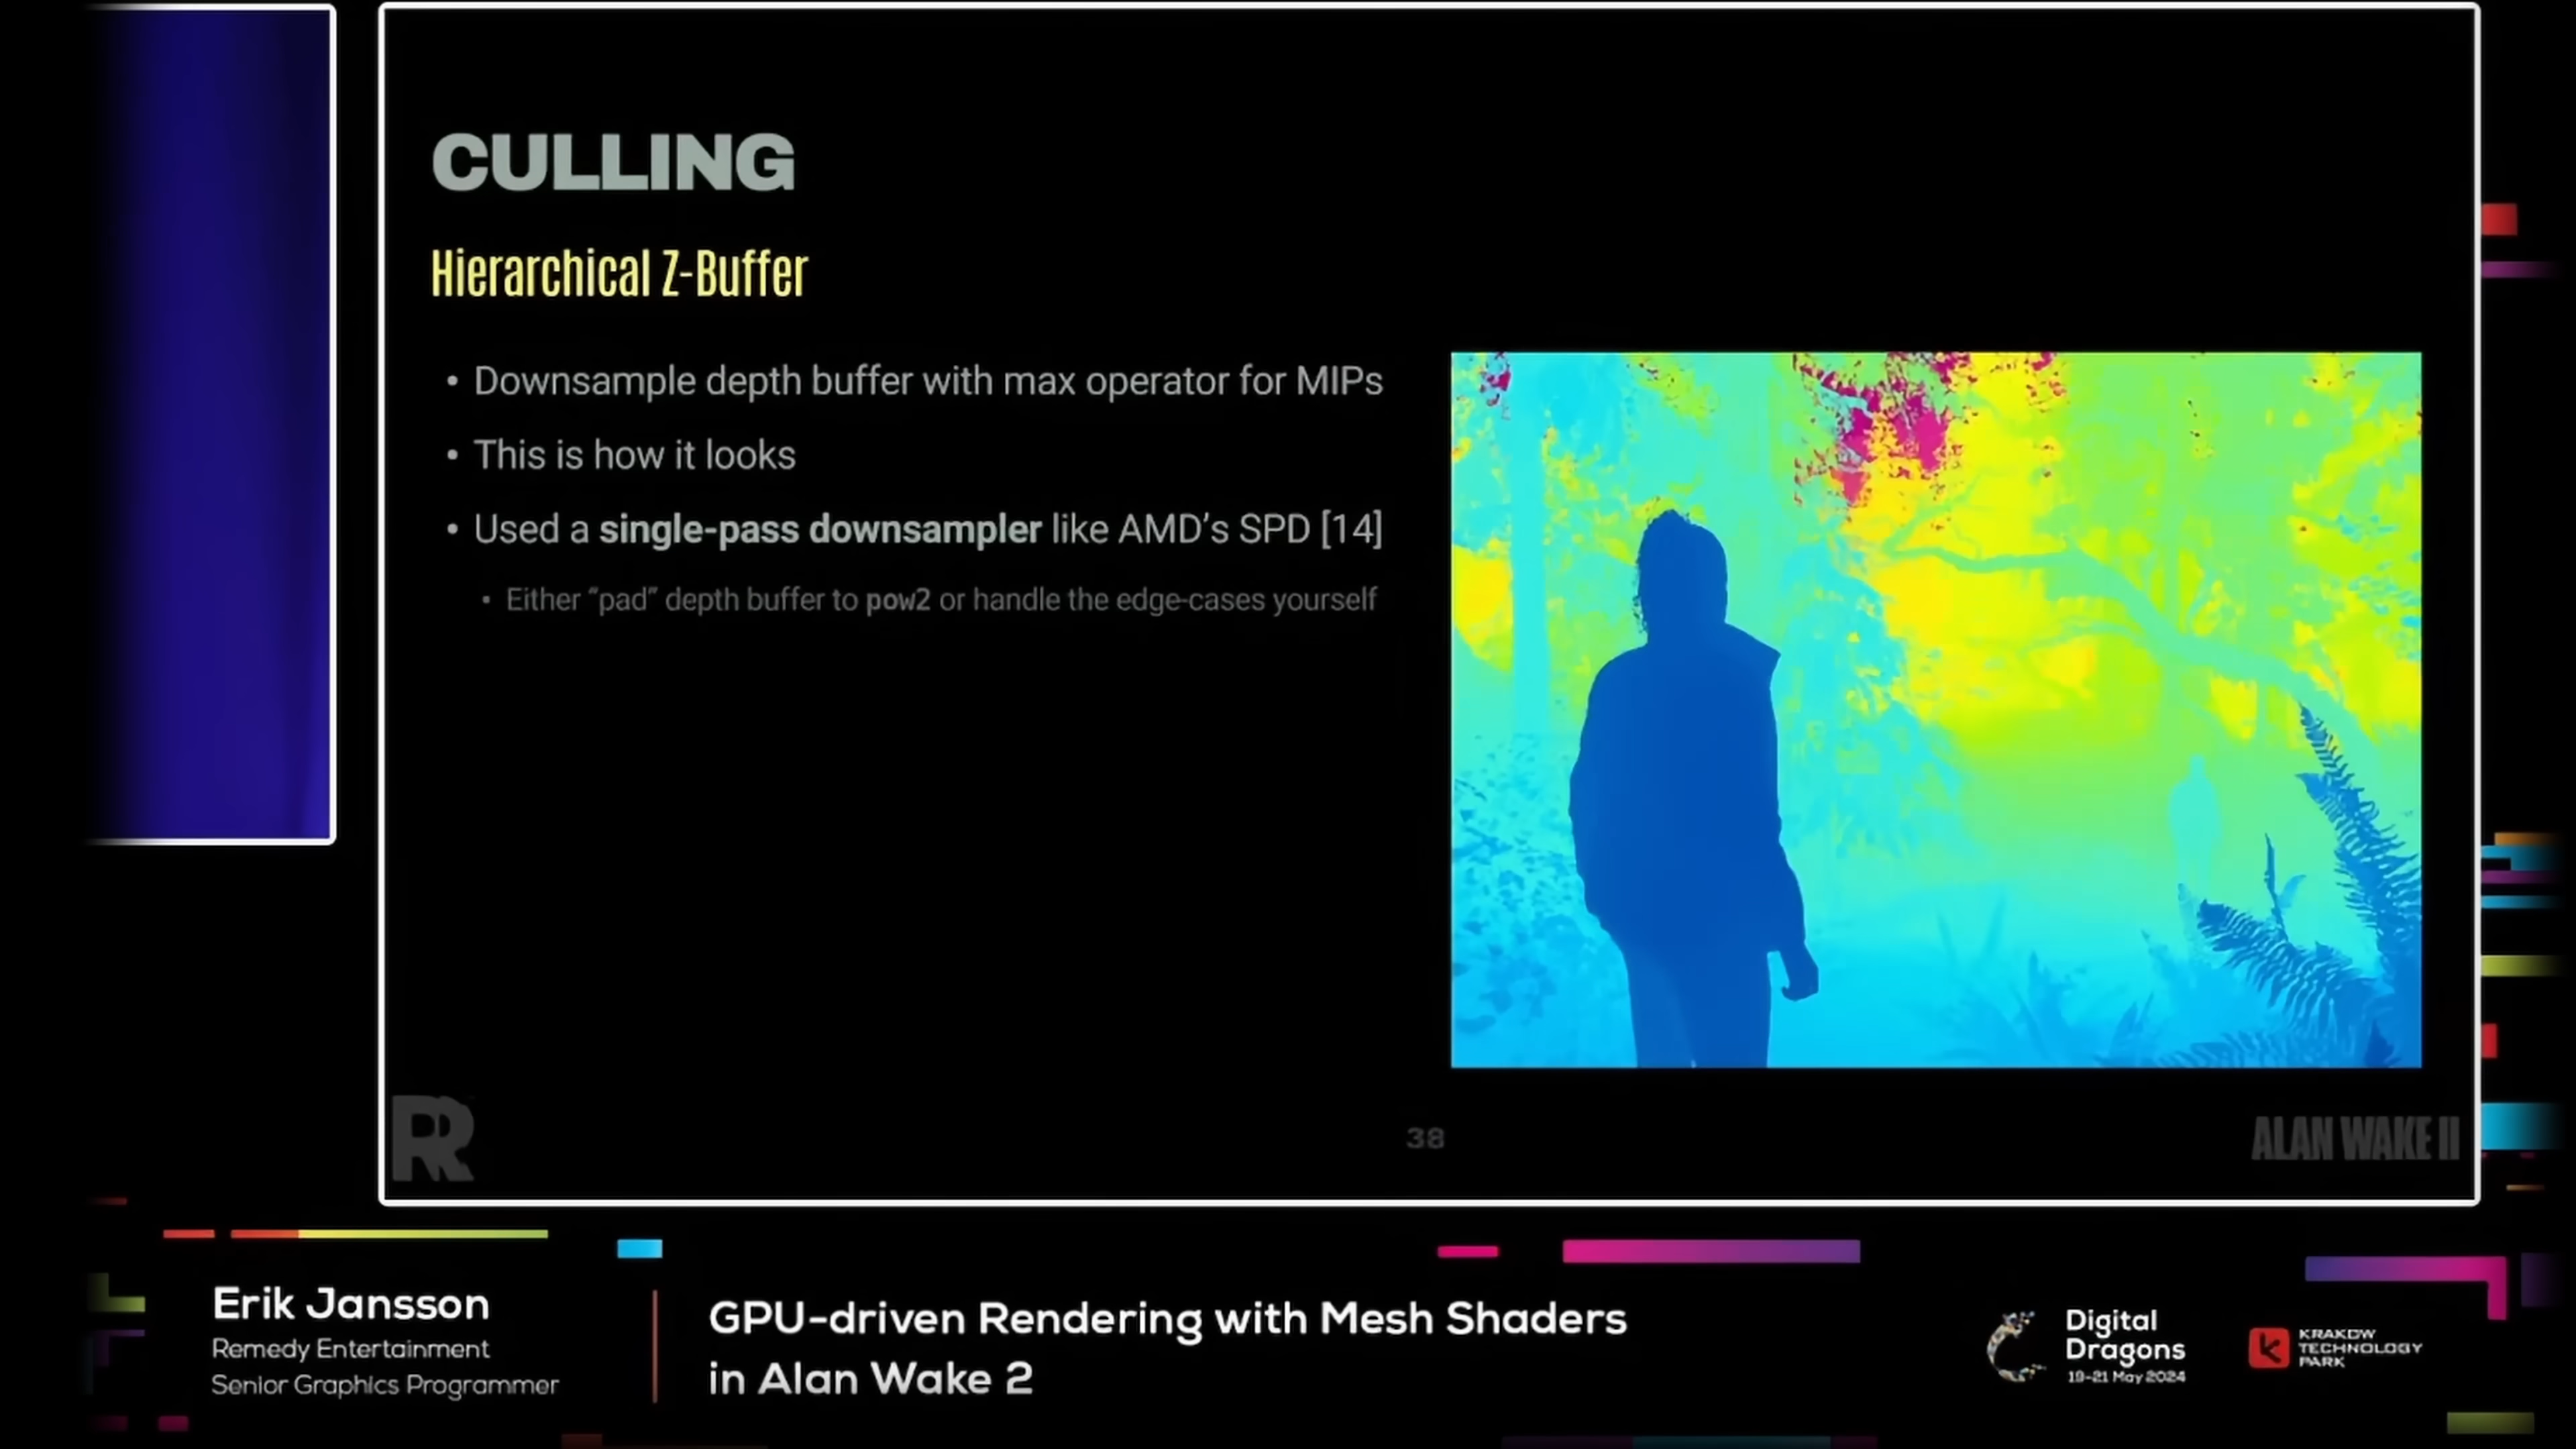 CULLING
Hierarchical Z-Buffer
• Downsample depth buffer with max operator for MIPs
• This is how it looks
• Used a single-pass downsampler like AMD’s SPD [14]
• Either “pad” depth buffer to pow2 or handle the edge-cases yourself
38
ALAN WAKE II
Erik Jansson
Remedy Entertainment
Senior Graphics Programmer
GPU-driven Rendering with Mesh Shaders
in Alan Wake 2
Digital
Dragons
19-21 May 2024
KRAKOW
TECHNOLOGY
PARK